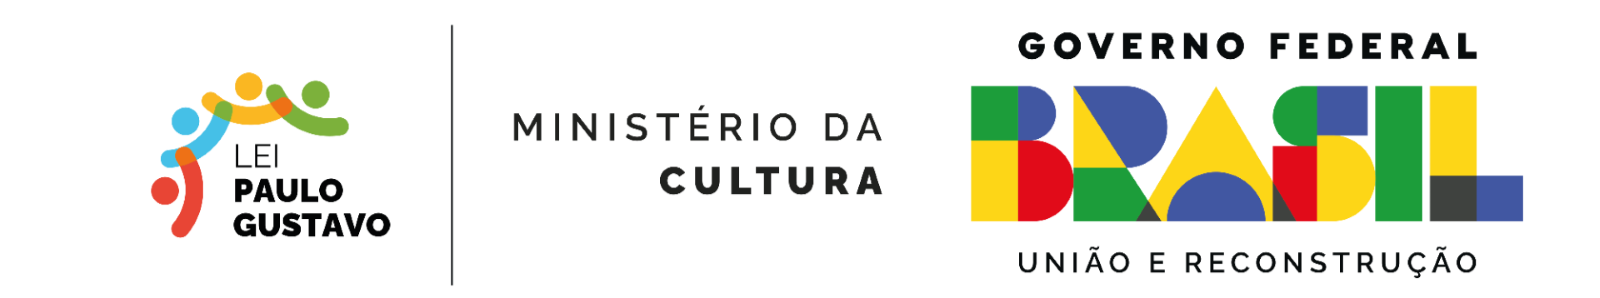 LEI
PAULO
GUSTAVO
MINISTÉRIO DA
CULTURA
GOVERNO FEDERAL
BRASIL
UNIÃO E RECONSTRUÇÃO